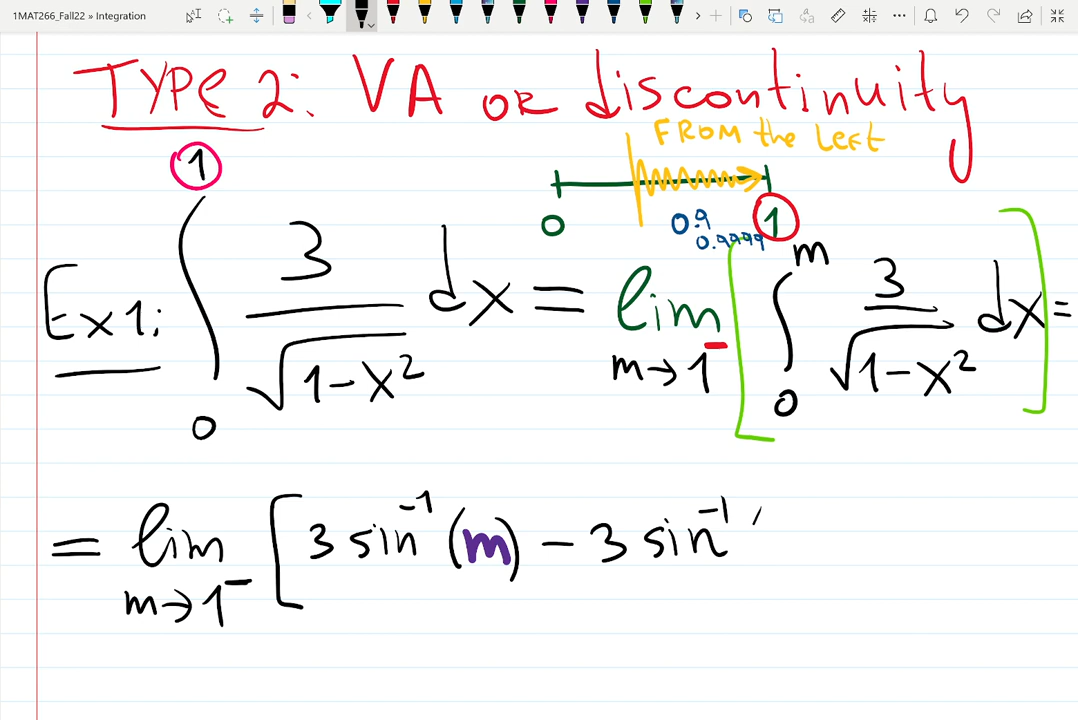 1MAT266_Fall22 » Integration
TYPE 2: VA OR discontinuity
FROM the LEFT
0 0.9 0.9999 1
Ex1: ∫₀¹ 3/√(1-x²) dx = lim m→1⁻ [∫₀ᵐ 3/√(1-x²) dx] =
= lim m→1⁻ [3 sin⁻¹(m) - 3 sin⁻¹